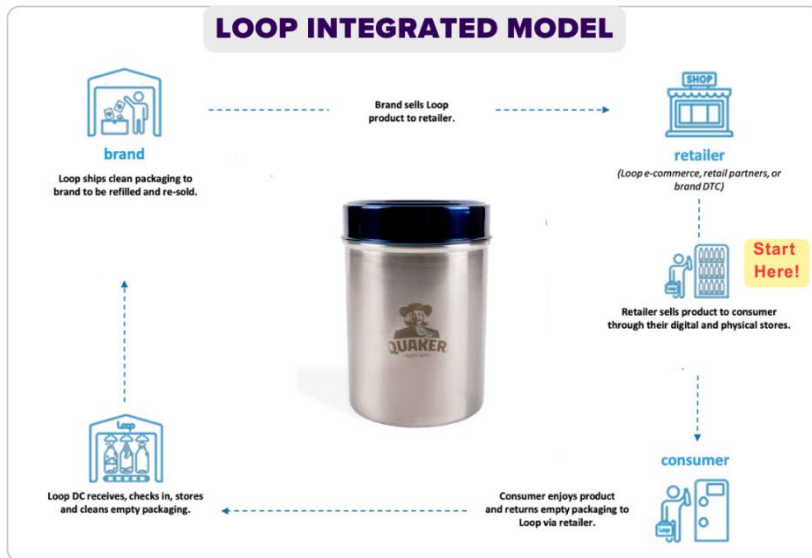 LOOP INTEGRATED MODEL
SHOP
Brand sells Loop
product to retailer.
brand
Loop ships clean packaging to
brand to be refilled and re-sold.
retailer
(Loop e-commerce, retail partners, or
brand DTC)
Start
Here!
Loop
Retailer sells product to consumer
through their digital and physical stores.
QUAKER
Loop
Loop DC receives, checks in, stores
and cleans empty packaging.
Consumer enjoys product
and returns empty packaging to
Loop via retailer.
consumer
Loop